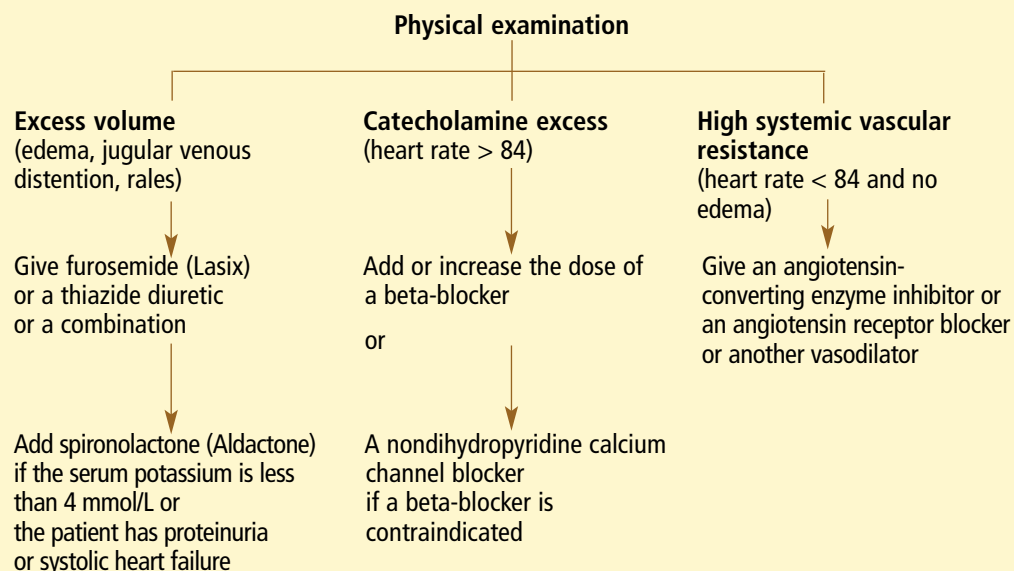 Physical examination
Excess volume
(edema, jugular venous
distention, rales)
Give furosemide (Lasix)
or a thiazide diuretic
or a combination
Add spironolactone (Aldactone)
if the serum potassium is less
than 4 mmol/L or
the patient has proteinuria
or systolic heart failure
Catecholamine excess
(heart rate > 84)
Add or increase the dose of
a beta-blocker
or
A nondihydropyridine calcium
channel blocker
if a beta-blocker is
contraindicated
High systemic vascular
resistance
(heart rate < 84 and no
edema)
Give an angiotensin-
converting enzyme inhibitor or
an angiotensin receptor blocker
or another vasodilator